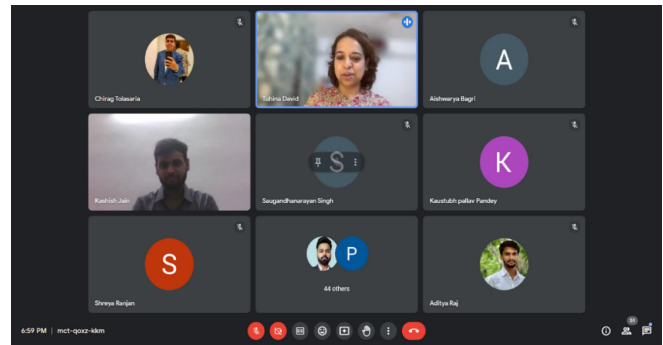 Chirag Tolasaria
Tuhina David
A
Aishwarya Bagri
Kashish Jain
S
Saugandhanarayan Singh
K
Kaustubh pallav Pandey
S
Shreya Ranjan
P
44 others
Aditya Raj
6:59 PM | mct-qoxz-kkm